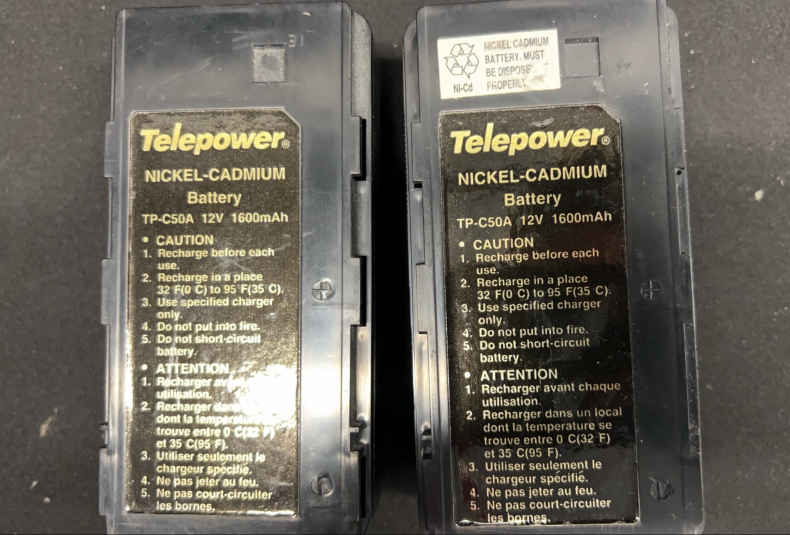 Telepower®
NICKEL-CADMIUM
Battery
TP-C50A 12V 1600mAh
• CAUTION
1. Recharge before each
use.
2. Recharge in a place
32 F(0 C) to 95 F(35 C).
3. Use specified charger
only.
4. Do not put into fire.
5. Do not short-circuit
battery.
• ATTENTION
1. Recharger avant
utilisation.
2. Recharger dans
dont la température
trouve entre 0 C(32 F)
et 35 C(95 F).
3. Utiliser seulement le
chargeur spécifié.
4. Ne pas jeter au feu.
5. Ne pas court-circuiter
les bornes.
NICKEL CADMIUM
BATTERY. MUST
BE DISPOSE
PROPERLY
Ni-Cd
Telepower®
NICKEL-CADMIUM
Battery
TP-C50A 12V 1600mAh
• CAUTION
1. Recharge before each
use.
2. Recharge in a place
32 F(0 C) to 95 F(35 C).
3. Use specified charger
only.
4. Do not put into fire.
5. Do not short-circuit
battery.
• ATTENTION
1. Recharger avant chaque
utilisation.
2. Recharger dans un local
dont la température se
trouve entre 0 C(32 F)
et 35 C(95 F).
3. Utiliser seulement le
chargeur spécifié.
4. Ne pas jeter au feu.
5. Ne pas court-circuiter
les bornes.